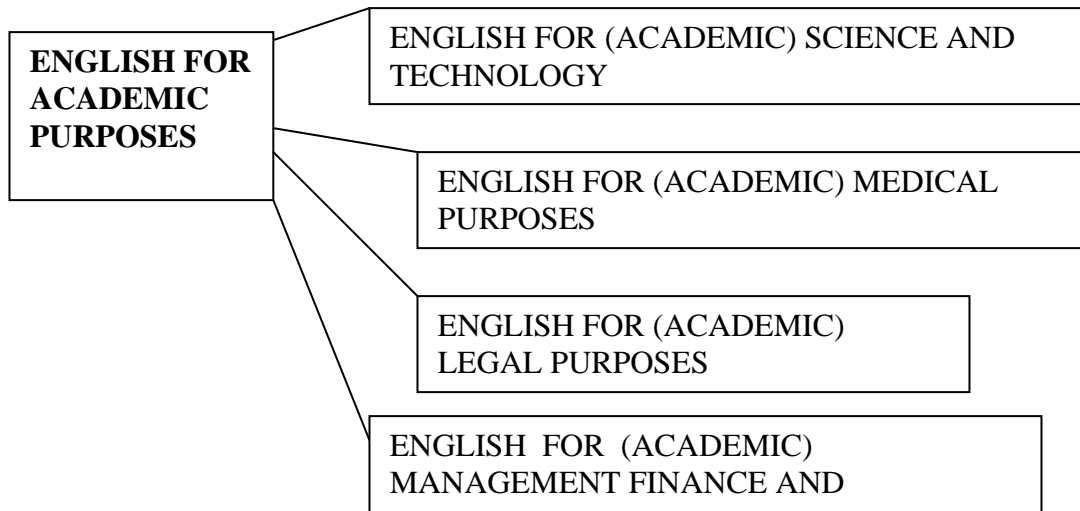 ENGLISH FOR
ACADEMIC
PURPOSES
ENGLISH FOR (ACADEMIC) SCIENCE AND
TECHNOLOGY
ENGLISH FOR (ACADEMIC) MEDICAL
PURPOSES
ENGLISH FOR (ACADEMIC)
LEGAL PURPOSES
ENGLISH FOR (ACADEMIC)
MANAGEMENT FINANCE AND